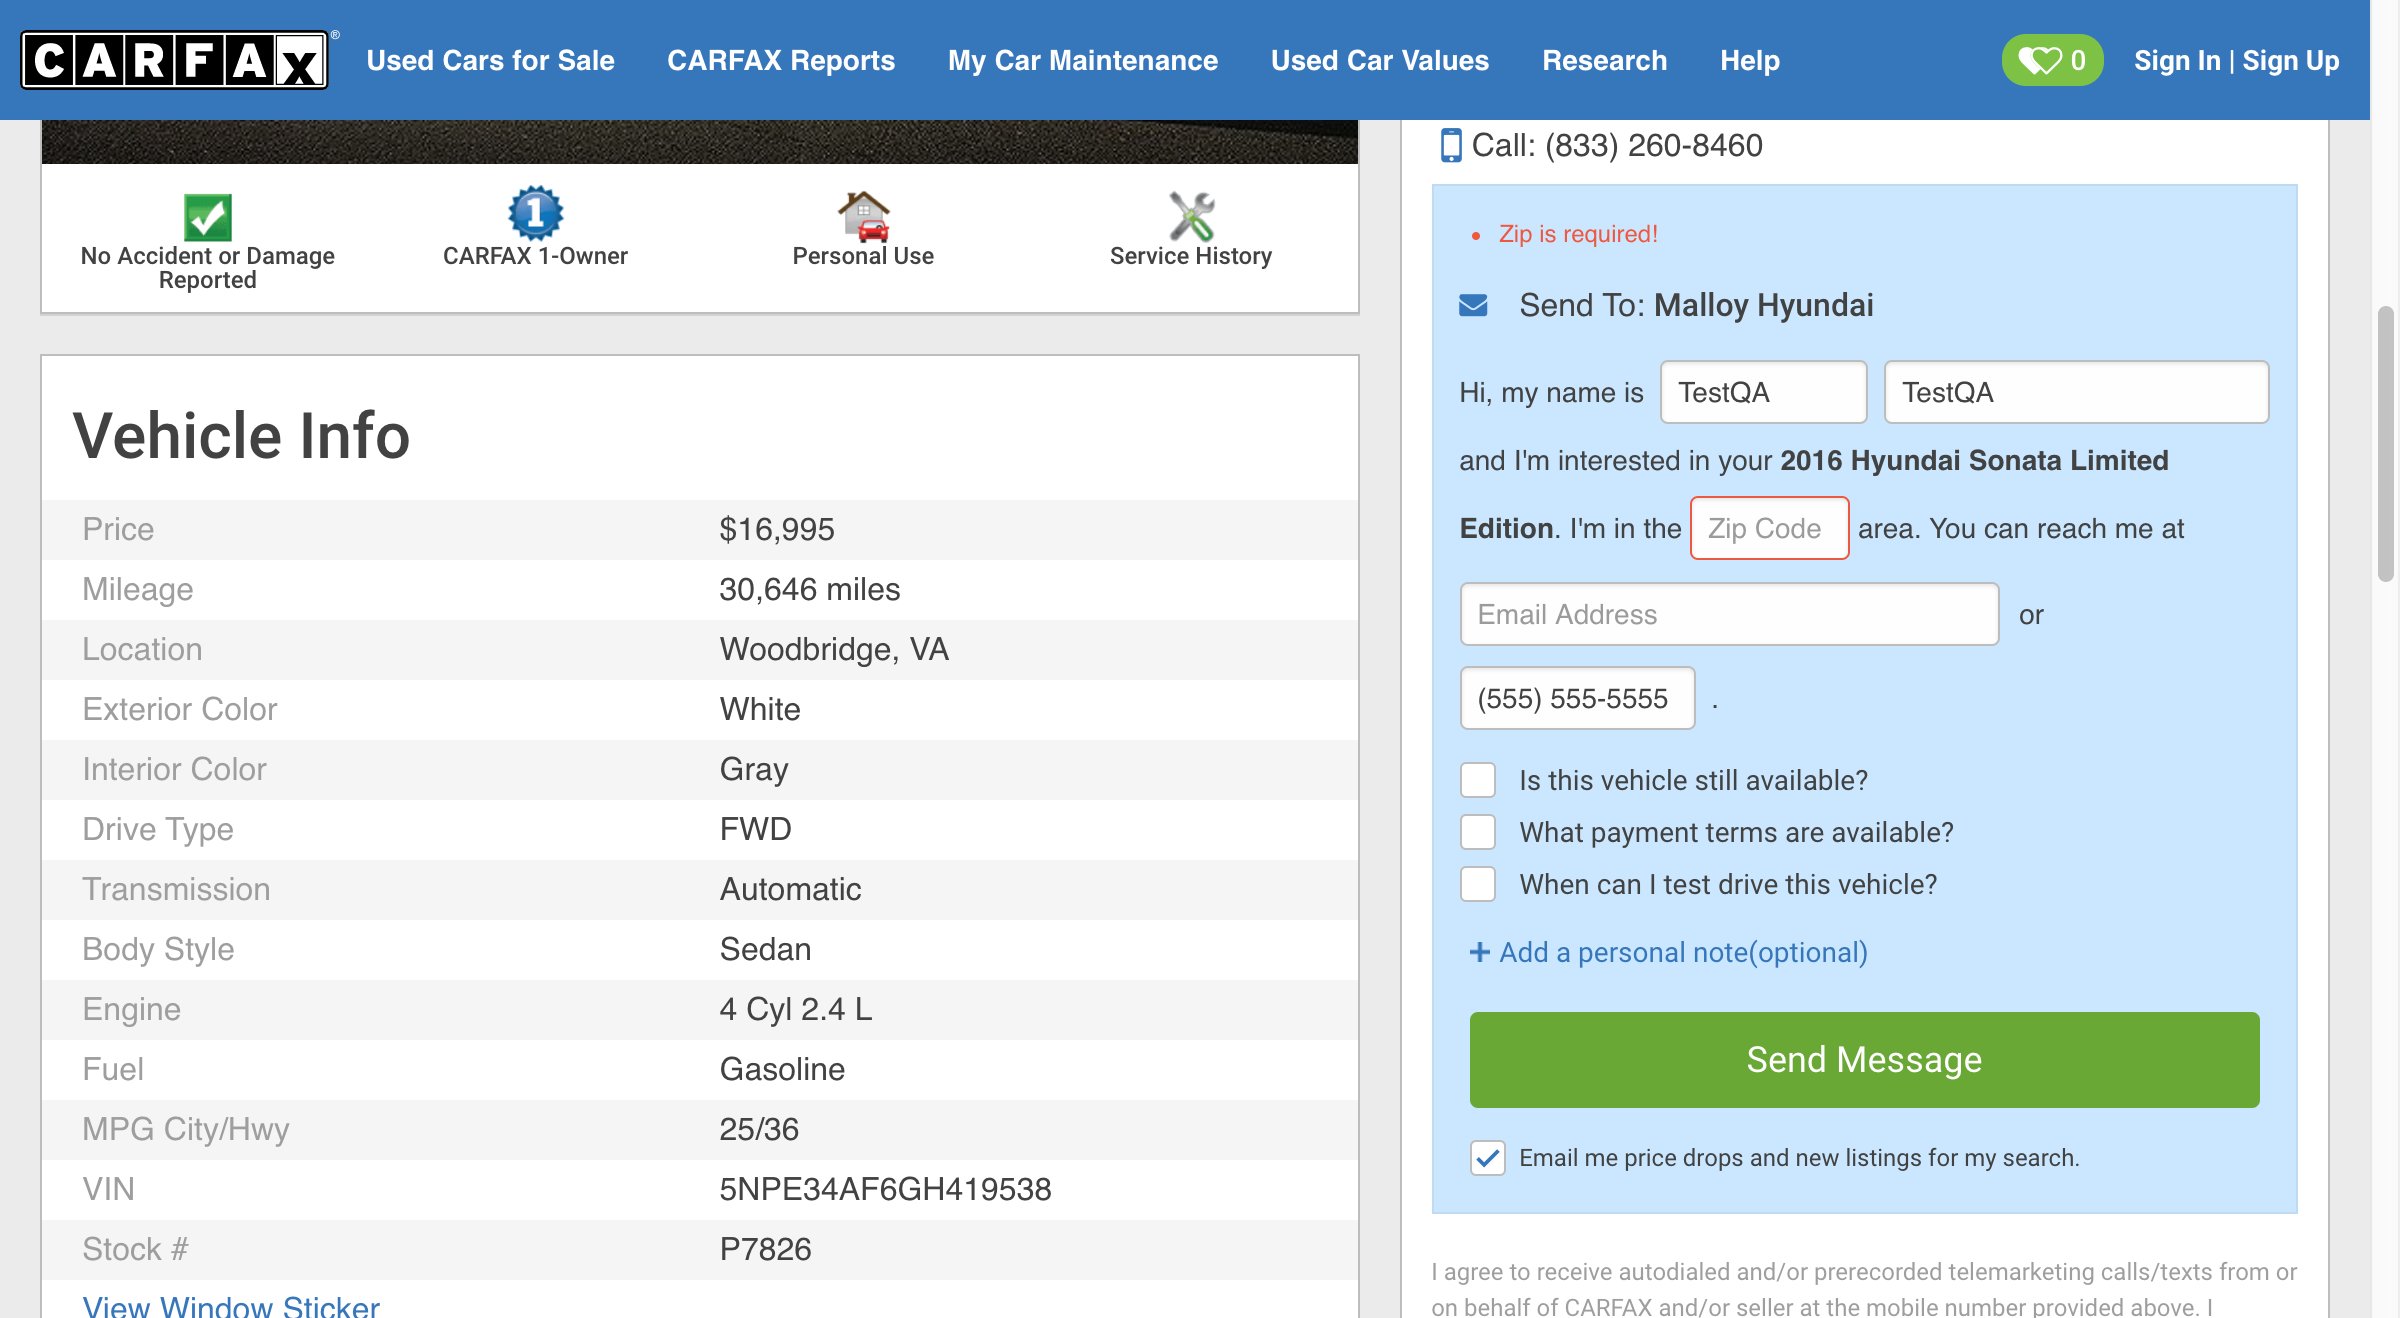 CARFAX®
Used Cars for Sale
CARFAX Reports
My Car Maintenance
Used Car Values
Research
Help
0
Sign In | Sign Up
No Accident or Damage
Reported
1
CARFAX 1-Owner
Personal Use
Service History
Vehicle Info
Price $16,995
Mileage 30,646 miles
Location Woodbridge, VA
Exterior Color White
Interior Color Gray
Drive Type FWD
Transmission Automatic
Body Style Sedan
Engine 4 Cyl 2.4 L
Fuel Gasoline
MPG City/Hwy 25/36
VIN 5NPE34AF6GH419538
Stock # P7826
View Window Sticker
Call: (833) 260-8460
• Zip is required!
Send To: Malloy Hyundai
Hi, my name is TestQA TestQA
and I'm interested in your 2016 Hyundai Sonata Limited
Edition. I'm in the Zip Code area. You can reach me at
Email Address or
(555) 555-5555 .
Is this vehicle still available?
What payment terms are available?
When can I test drive this vehicle?
+ Add a personal note(optional)
Send Message
Email me price drops and new listings for my search.
I agree to receive autodialed and/or prerecorded telemarketing calls/texts from or
on behalf of CARFAX and/or seller at the mobile number provided above. I